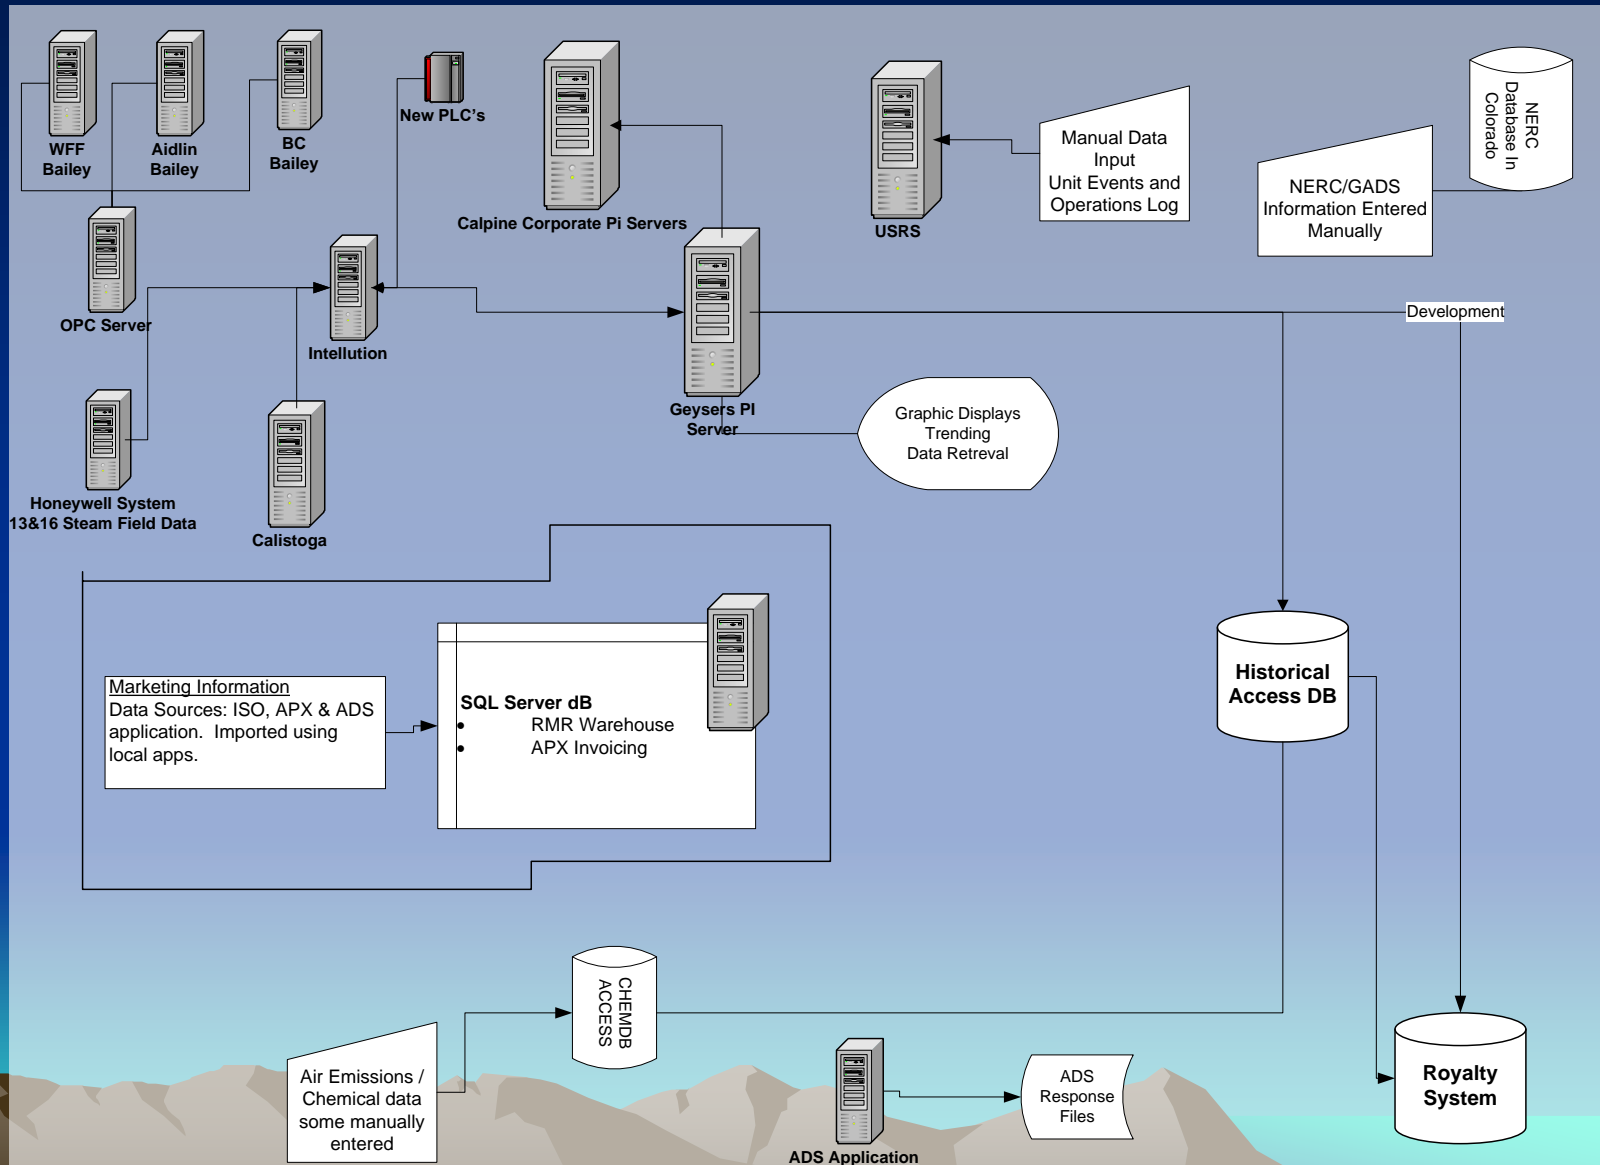 WFF
Bailey
Aidlin
Bailey
BC
Bailey
New PLC's
Calpine Corporate Pi Servers
USRS
Manual Data
Input
Unit Events and
Operations Log
NERC/GADS
Information Entered
Manually
NERC
Database In
Colorado
OPC Server
Intellution
Geysers PI
Server
Development
Graphic Displays
Trending
Data Retreval
Honeywell System
13&16 Steam Field Data
Calistoga
Marketing Information
Data Sources: ISO, APX & ADS
application.  Imported using
local apps.
SQL Server dB
• RMR Warehouse
• APX Invoicing
Historical
Access DB
CHEMDB
ACCESS
Air Emissions /
Chemical data
some manually
entered
ADS Application
ADS
Response
Files
Royalty
System